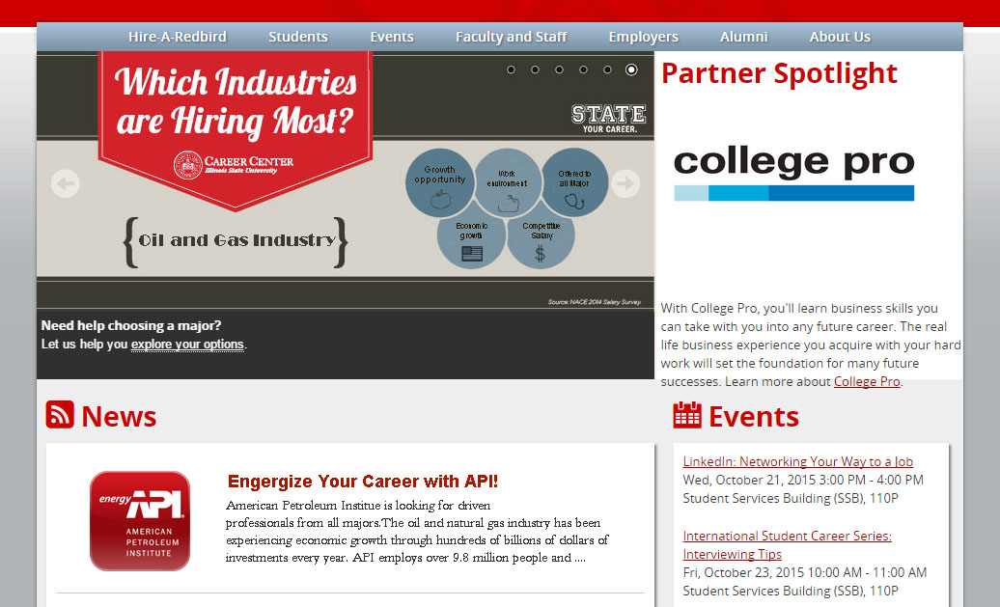 Hire-A-Redbird Students Events Faculty and Staff Employers Alumni About Us
Which Industries
are Hiring Most?
CAREER CENTER
Illinois State University
{Oil and Gas Industry}
STATE
YOUR CAREER.
Growth
opportunity
Work
environment
Offered to
all Major
Economic
growth
Competitive
Salary
$
Source: NACE 2014 Salary Survey
Need help choosing a major?
Let us help you explore your options.
Partner Spotlight
college pro
With College Pro, you'll learn business skills you
can take with you into any future career. The real
life business experience you acquire with your hard
work will set the foundation for many future
successes. Learn more about College Pro.
News
energy API
AMERICAN
PETROLEUM
INSTITUTE
Engergize Your Career with API!
American Petroleum Institue is looking for driven
professionals from all majors.The oil and natural gas industry has been
experiencing economic growth through hundreds of billions of dollars of
investments every year. API employs over 9.8 million people and ....
Events
LinkedIn: Networking Your Way to a Job
Wed, October 21, 2015 3:00 PM - 4:00 PM
Student Services Building (SSB), 110P
International Student Career Series:
Interviewing Tips
Fri, October 23, 2015 10:00 AM - 11:00 AM
Student Services Building (SSB), 110P